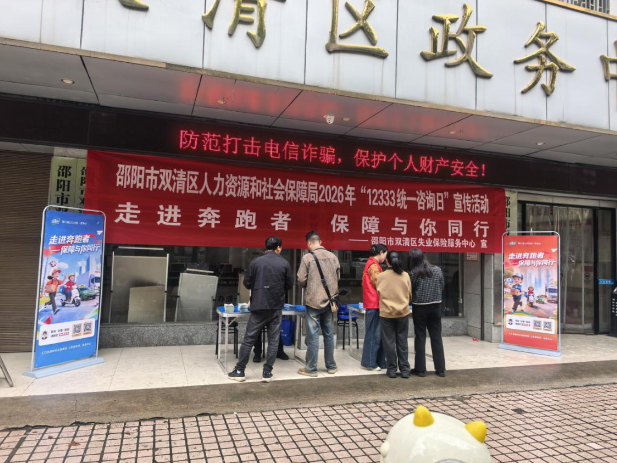 清区政务中
防范打击电信诈骗，保护个人财产安全！
邵阳市双清区人力资源和社会保障局2026年“12333统一咨询日”宣传活动
走进奔跑者 保障与你同行
——邵阳市双清区失业保险服务中心 宣
邵阳市
走进奔跑者
保障与你同行
走进奔跑者
保障与你同行